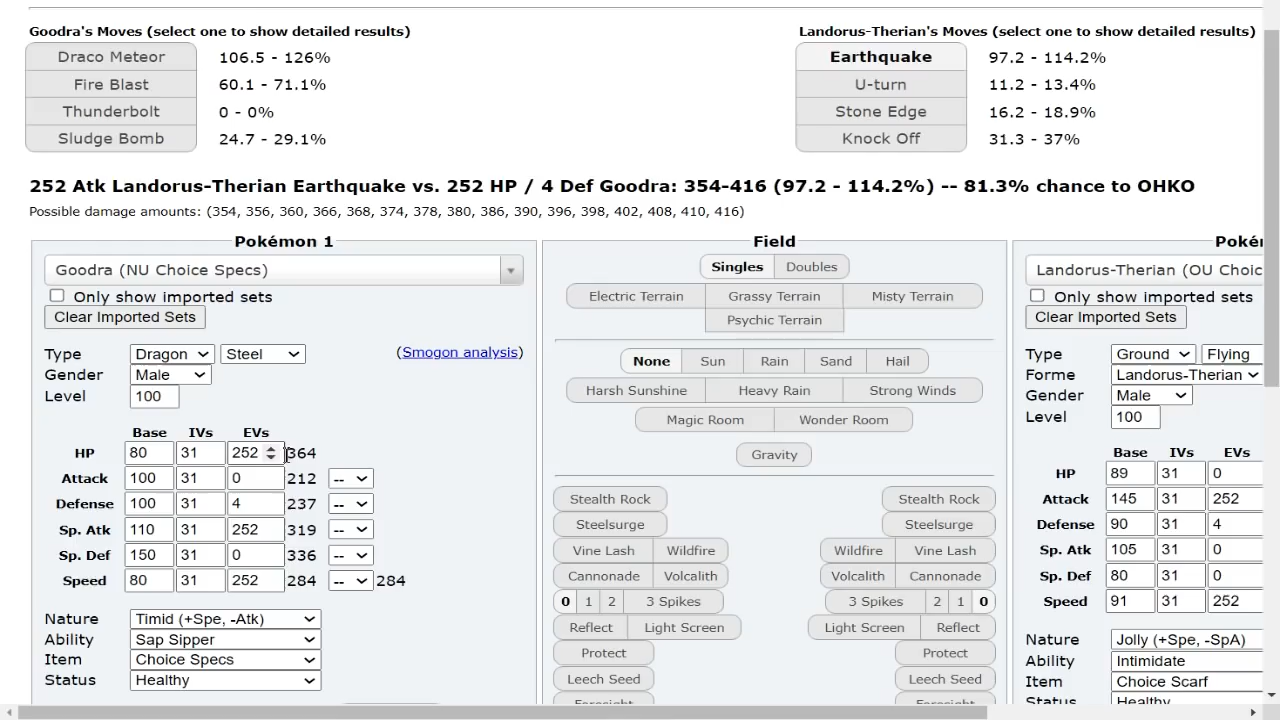 Goodra's Moves (select one to show detailed results)
Landorus-Therian's Moves (select one to show detailed results)
Draco Meteor 106.5 - 126%
Earthquake 97.2 - 114.2%
Fire Blast 60.1 - 71.1%
U-turn 11.2 - 13.4%
Thunderbolt 0 - 0%
Stone Edge 16.2 - 18.9%
Sludge Bomb 24.7 - 29.1%
Knock Off 31.3 - 37%
252 Atk Landorus-Therian Earthquake vs. 252 HP / 4 Def Goodra: 354-416 (97.2 - 114.2%) -- 81.3% chance to OHKO
Possible damage amounts: (354, 356, 360, 366, 368, 374, 378, 380, 386, 390, 396, 398, 402, 408, 410, 416)
Pokémon 1
Goodra (NU Choice Specs)
Only show imported sets
Clear Imported Sets
Type Dragon Steel (Smogon analysis)
Gender Male
Level 100
Base IVs EVs
HP 80 31 252 364
Attack 100 31 0 212 --
Defense 100 31 4 237 --
Sp. Atk 110 31 252 319 --
Sp. Def 150 31 0 336 --
Speed 80 31 252 284 -- 284
Nature Timid (+Spe, -Atk)
Ability Sap Sipper
Item Choice Specs
Status Healthy
Field
Singles Doubles
Electric Terrain Grassy Terrain Misty Terrain
Psychic Terrain
None Sun Rain Sand Hail
Harsh Sunshine Heavy Rain Strong Winds
Magic Room Wonder Room
Gravity
Stealth Rock Stealth Rock
Steelsurge Steelsurge
Vine Lash Wildfire Wildfire Vine Lash
Cannonade Volcalith Volcalith Cannonade
0 1 2 3 Spikes 3 Spikes 2 1 0
Reflect Light Screen Light Screen Reflect
Protect Protect
Leech Seed Leech Seed
Foresight Foresight
Poké
Landorus-Therian (OU Choic
Only show imported sets
Clear Imported Sets
Type Ground Flying
Forme Landorus-Therian
Gender Male
Level 100
Base IVs EVs
HP 89 31 0
Attack 145 31 252
Defense 90 31 4
Sp. Atk 105 31 0
Sp. Def 80 31 0
Speed 91 31 252
Nature Jolly (+Spe, -SpA)
Ability Intimidate
Item Choice Scarf
Status Healthy